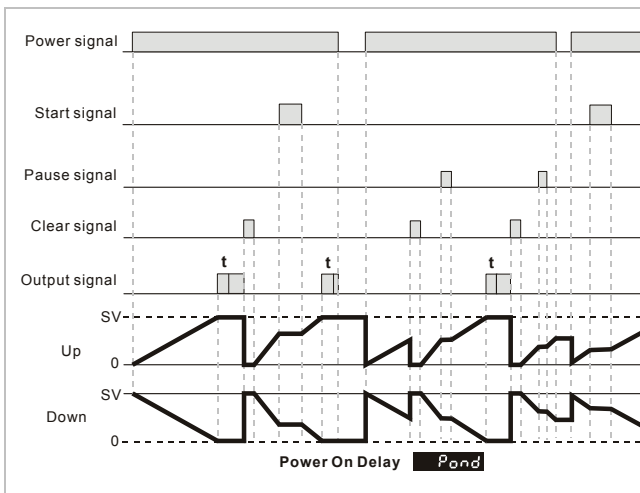 Power signal
Start signal
Pause signal
Clear signal
t t t
Output signal
SV
Up
0
SV
Down
0
Power On Delay Pond